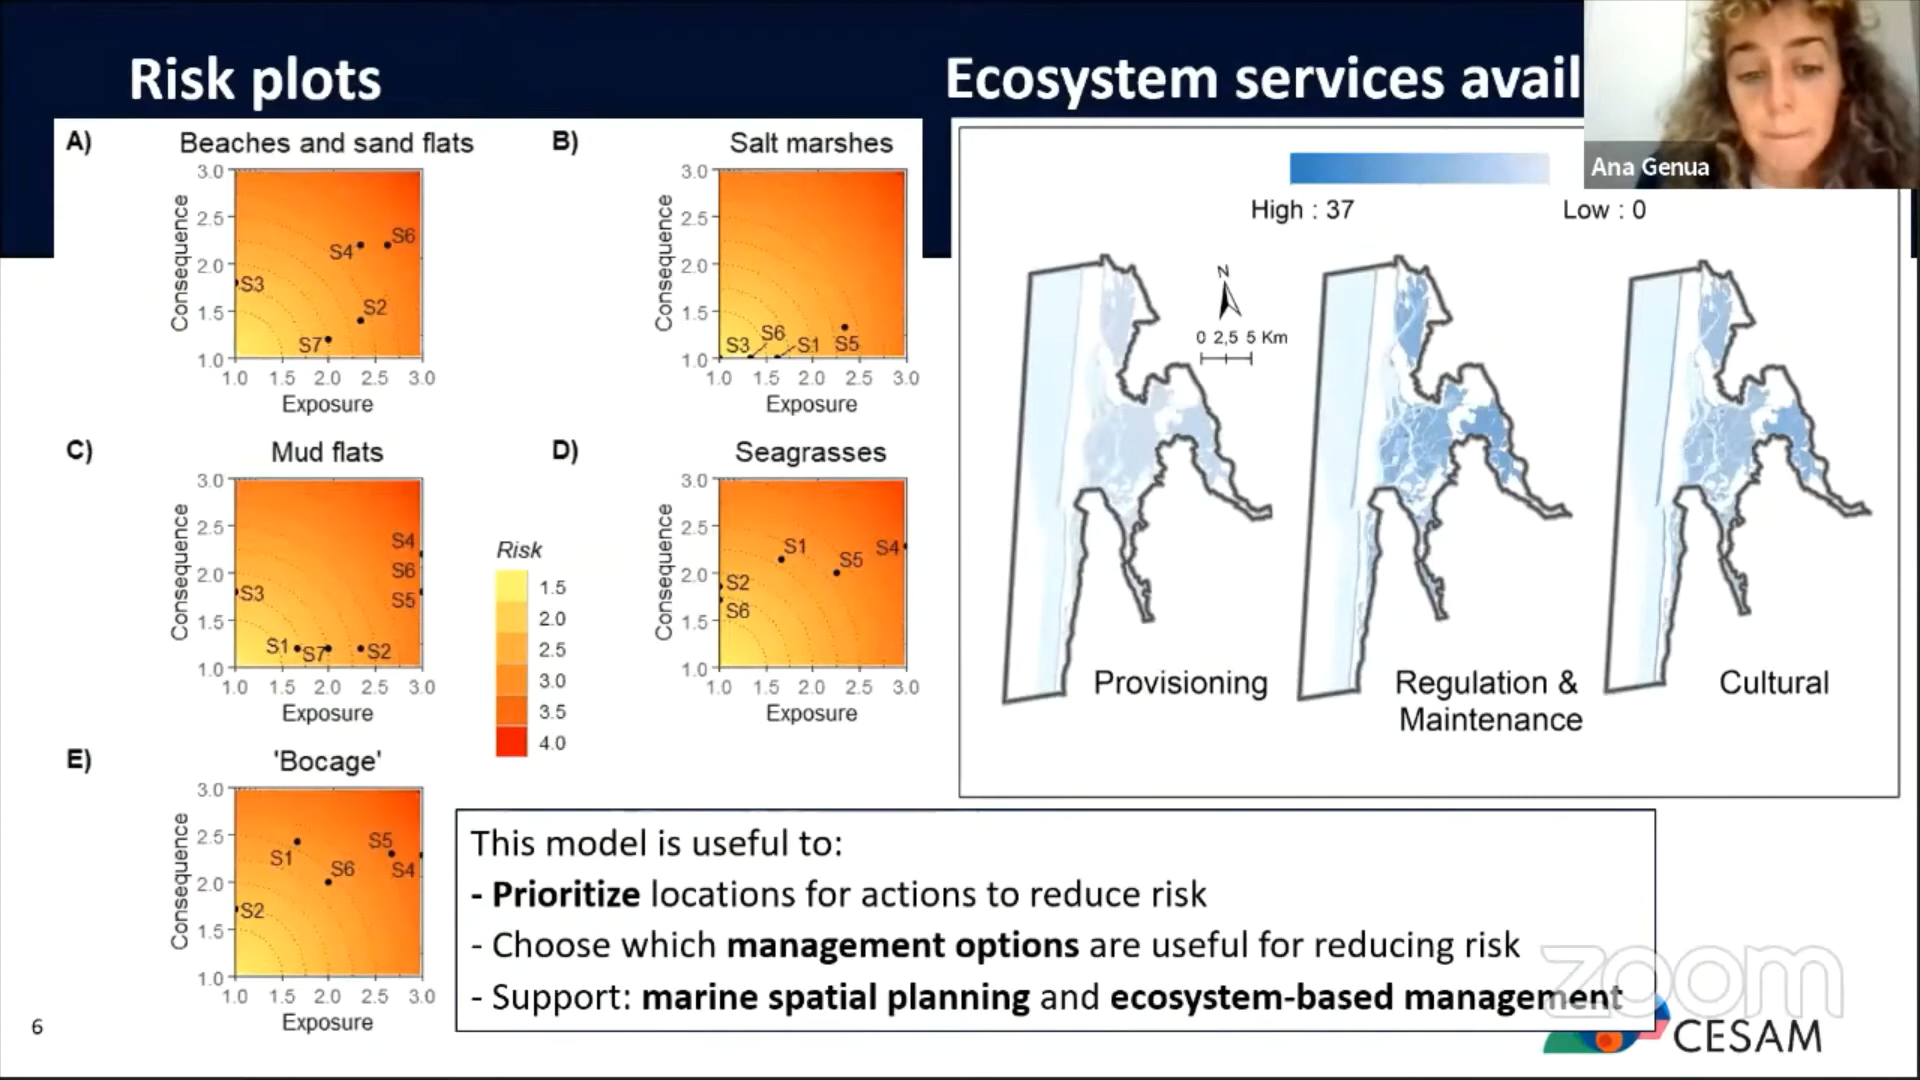 Risk plots
Ecosystem services avail
Ana Genua
A)
Beaches and sand flats
3.0
2.5
2.0
1.5
1.0
Consequence
S4
S6
S3
S2
S7
1.0 1.5 2.0 2.5 3.0
Exposure
B)
Salt marshes
3.0
2.5
2.0
1.5
1.0
Consequence
S3
S6
S1
S5
1.0 1.5 2.0 2.5 3.0
Exposure
C)
Mud flats
3.0
2.5
2.0
1.5
1.0
Consequence
S4
S6
S5
S3
S1
S7
S2
1.0 1.5 2.0 2.5 3.0
Exposure
D)
Seagrasses
3.0
2.5
2.0
1.5
1.0
Consequence
S1
S5
S4
S2
S6
1.0 1.5 2.0 2.5 3.0
Exposure
Risk
1.5
2.0
2.5
3.0
3.5
4.0
E)
'Bocage'
3.0
2.5
2.0
1.5
1.0
Consequence
S1
S6
S5
S4
S2
1.0 1.5 2.0 2.5 3.0
Exposure
High : 37
Low : 0
N
0 2,5 5 Km
Provisioning
Regulation &
Maintenance
Cultural
This model is useful to:
- Prioritize locations for actions to reduce risk
- Choose which management options are useful for reducing risk
- Support: marine spatial planning and ecosystem-based management
zoom
CESAM
6